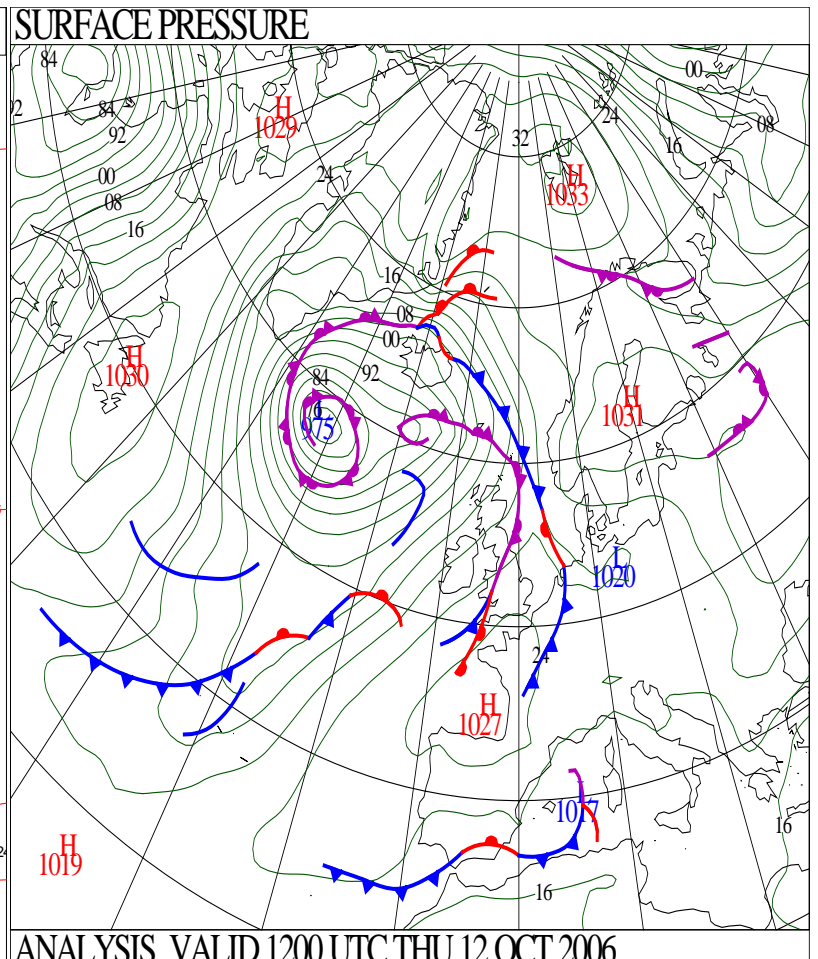 SURFACE PRESSURE
84
00
H
1029
84
92
24
08
32
16
24
00
H
1033
08
16
16
08
00
H
1030
84
92
L
975
H
1031
L
1020
24
H
1027
L
1017
16
H
1019
16
ANALYSIS VALID 1200 UTC THU 12 OCT 2006